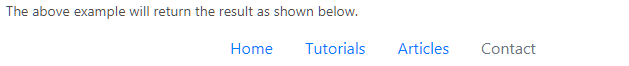 The above example will return the result as shown below.
Home Tutorials Articles Contact